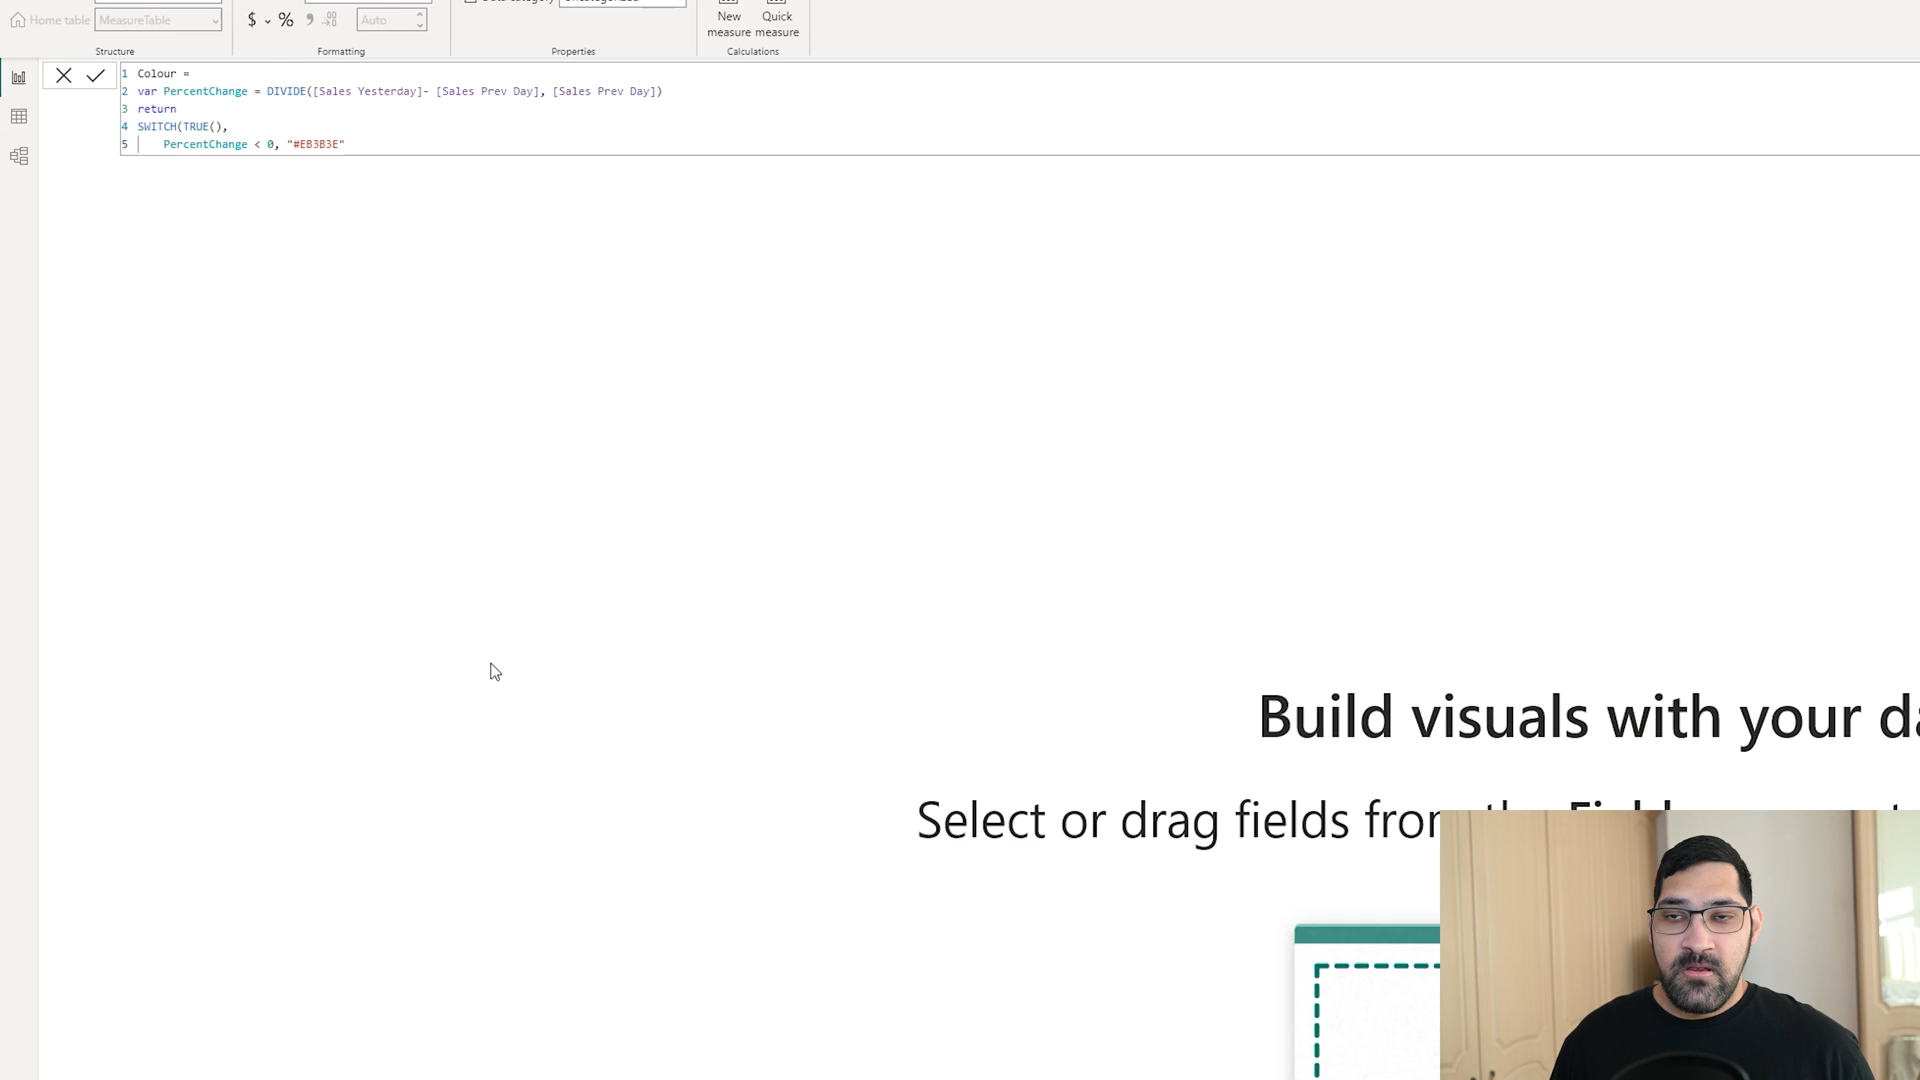 Home table MeasureTable
$ % Auto
New measure
Quick measure
Structure
Formatting
Properties
Calculations
1 Colour =
2 var PercentChange = DIVIDE([Sales Yesterday]- [Sales Prev Day], [Sales Prev Day])
3 return
4 SWITCH(TRUE(),
5 PercentChange < 0, "#EB3B3E"
Build visuals with your
Select or drag fields